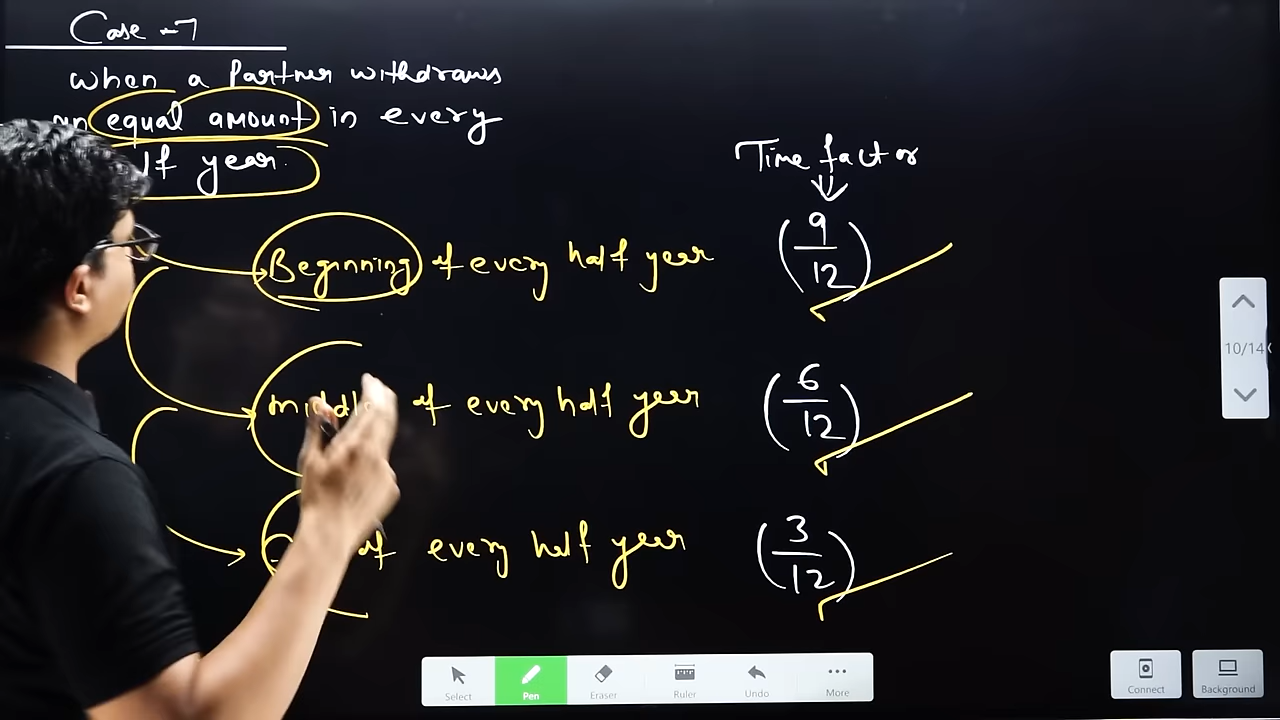 Case - 7
when a Partner withdraws
equal amount in every
lf year.
Time factor
Beginning of every half year (9/12)
middle of every half year (6/12)
of every half year (3/12)
10/14
Select Pen Eraser Ruler Undo More
Connect Background